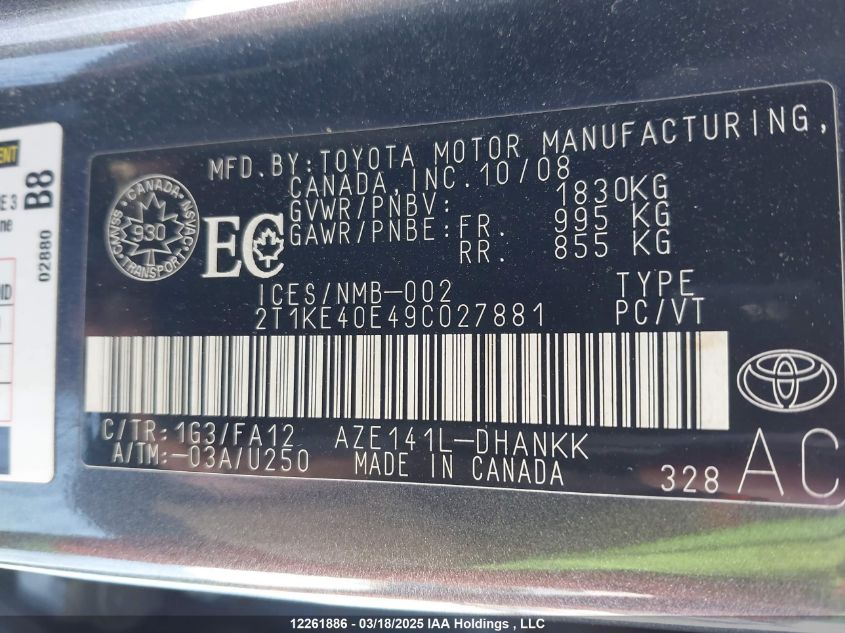 MFD. BY: TOYOTA MOTOR MANUFACTURING,
CANADA, INC. 10/08
GVWR/PNBV: 1830KG
GAWR/PNBE: FR. 995 KG
RR. 855 KG
CANADA
CMVSS 930 NSVAC
TRANSPORT
EC
ICES/NMB-002 TYPE
2T1KE40E49C027881 PC/VT
C/TR: 1G3/FA12 AZE141L-DHANKK
A/TM: -03A/U250 MADE IN CANADA
328 AC
B8
02880
12261886 - 03/18/2025 IAA Holdings , LLC